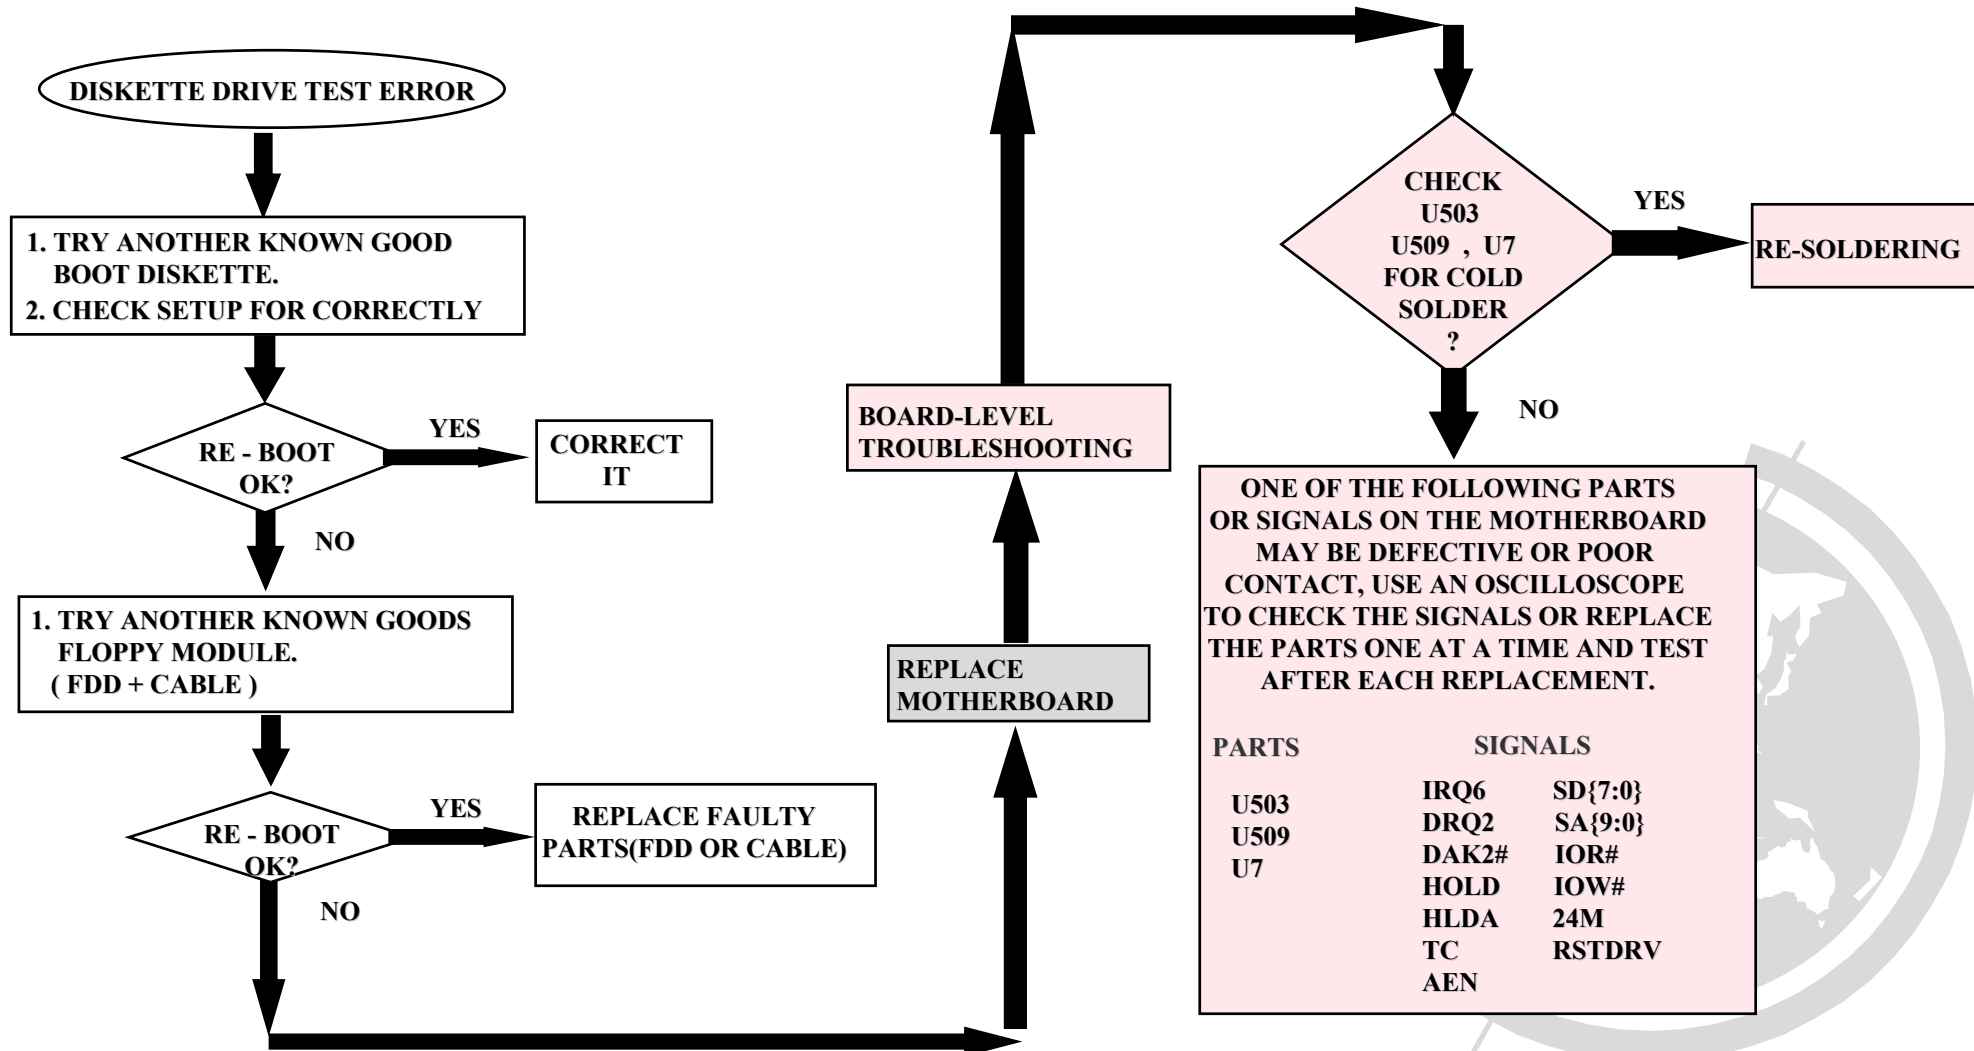 DISKETTE DRIVE TEST ERROR
1. TRY ANOTHER KNOWN GOOD
BOOT DISKETTE.
2. CHECK SETUP FOR CORRECTLY
RE - BOOT
OK?
YES
CORRECT
IT
NO
1. TRY ANOTHER KNOWN GOODS
FLOPPY MODULE.
( FDD + CABLE )
RE - BOOT
OK?
YES
REPLACE FAULTY
PARTS(FDD OR CABLE)
NO
REPLACE
MOTHERBOARD
BOARD-LEVEL
TROUBLESHOOTING
CHECK
U503
U509 , U7
FOR COLD
SOLDER
?
YES
RE-SOLDERING
NO
ONE OF THE FOLLOWING PARTS
OR SIGNALS ON THE MOTHERBOARD
MAY BE DEFECTIVE OR POOR
CONTACT, USE AN OSCILLOSCOPE
TO CHECK THE SIGNALS OR REPLACE
THE PARTS ONE AT A TIME AND TEST
AFTER EACH REPLACEMENT.
PARTS
U503
U509
U7
SIGNALS
IRQ6 SD{7:0}
DRQ2 SA{9:0}
DAK2# IOR#
HOLD IOW#
HLDA 24M
TC RSTDRV
AEN